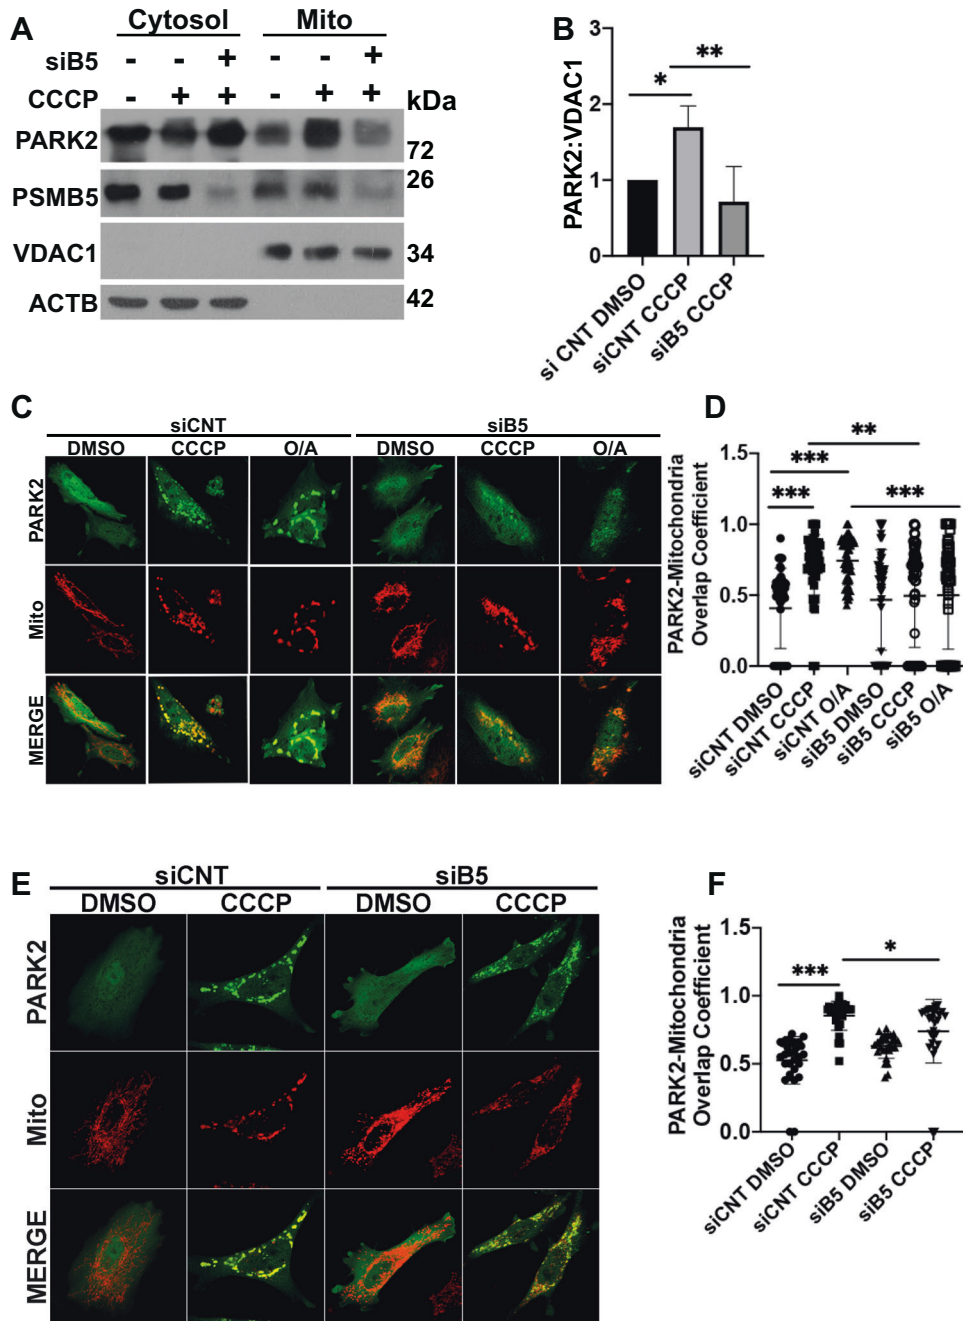 A
Cytosol Mito
siB5 - - + - - +
CCCP - + + - + + kDa
PARK2 72
PSMB5 26
VDAC1 34
ACTB 42
B
PARK2:VDAC1
3
2
1
0
* **
si CNT DMSO
siCNT CCCP
siB5 CCCP
C
siCNT siB5
DMSO CCCP O/A DMSO CCCP O/A
PARK2
Mito
MERGE
D
PARK2-Mitochondria
Overlap Coefficient
1.5
1.0
0.5
0.0
**
***
*** ***
siCNT DMSO
siCNT CCCP
siCNT O/A
siB5 DMSO
siB5 CCCP
siB5 O/A
E
siCNT siB5
DMSO CCCP DMSO CCCP
PARK2
Mito
MERGE
F
PARK2-Mitochondria
Overlap Coefficient
1.5
1.0
0.5
0.0
*** *
siCNT DMSO
siCNT CCCP
siB5 DMSO
siB5 CCCP